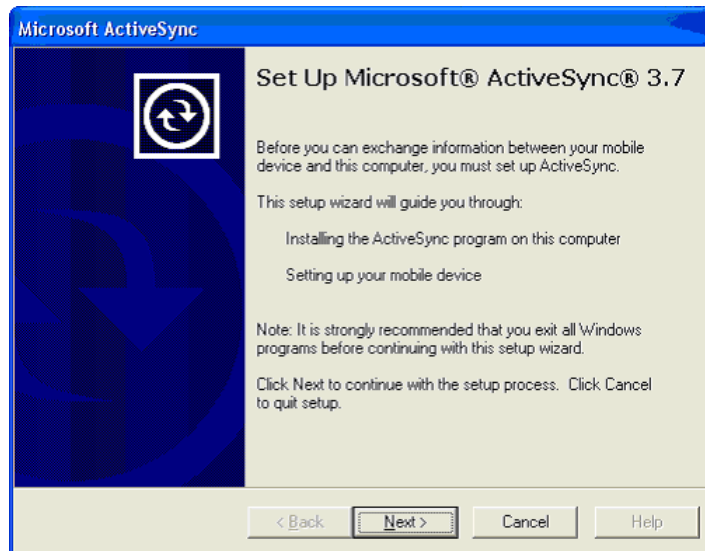 Microsoft ActiveSync
Set Up Microsoft® ActiveSync® 3.7
Before you can exchange information between your mobile
device and this computer, you must set up ActiveSync.
This setup wizard will guide you through:
Installing the ActiveSync program on this computer
Setting up your mobile device
Note: It is strongly recommended that you exit all Windows
programs before continuing with this setup wizard.
Click Next to continue with the setup process. Click Cancel
to quit setup.
< Back Next > Cancel Help